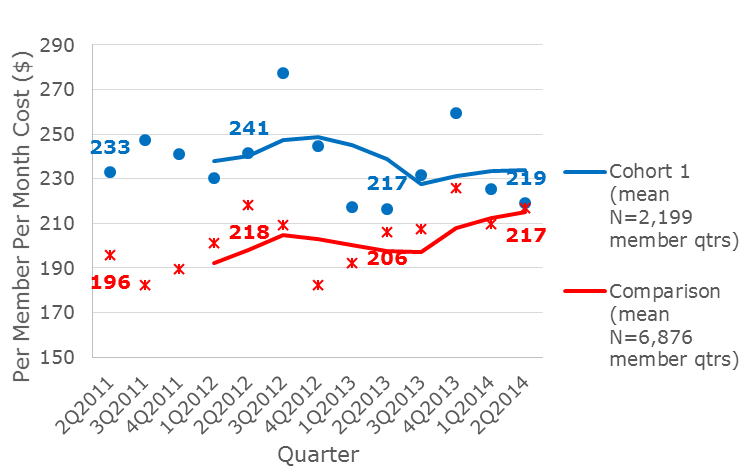 Per Member Per Month Cost ($)
290
270
250
230
210
190
170
150
233
241
217
219
196
218
206
217
2Q2011
3Q2011
4Q2011
1Q2012
2Q2012
3Q2012
4Q2012
1Q2013
2Q2013
3Q2013
4Q2013
1Q2014
2Q2014
Quarter
Cohort 1
(mean
N=2,199
member qtrs)
Comparison
(mean
N=6,876
member qtrs)